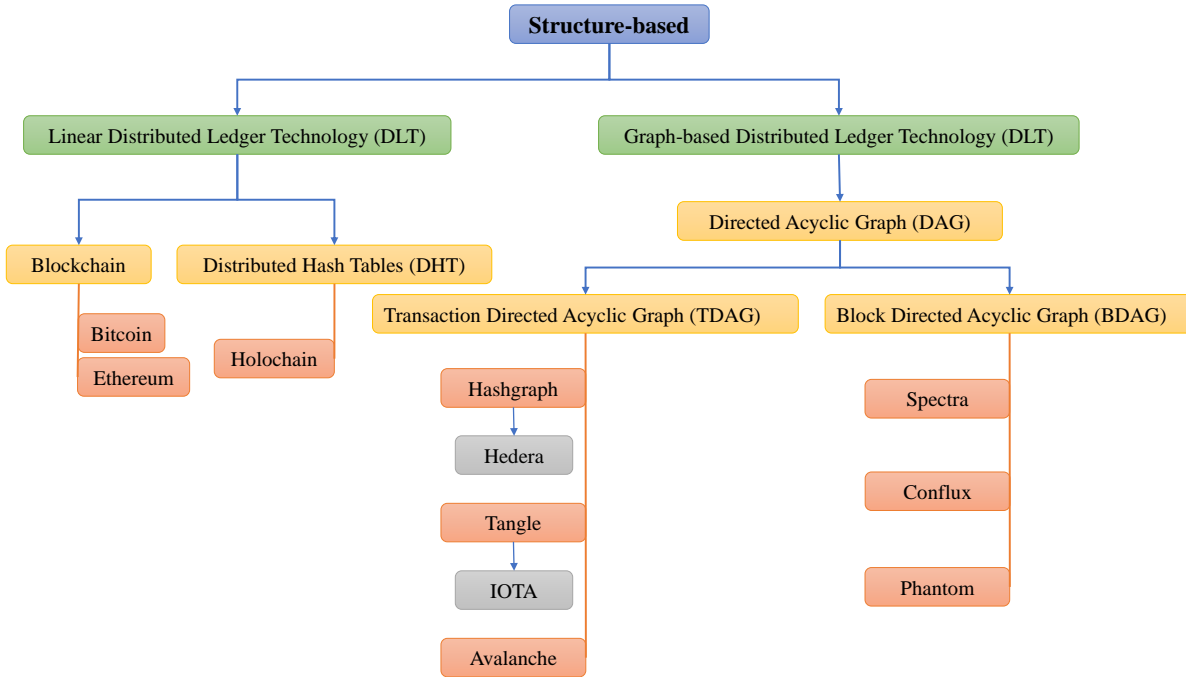 Structure-based
Linear Distributed Ledger Technology (DLT)
Graph-based Distributed Ledger Technology (DLT)
Directed Acyclic Graph (DAG)
Blockchain
Distributed Hash Tables (DHT)
Transaction Directed Acyclic Graph (TDAG)
Block Directed Acyclic Graph (BDAG)
Bitcoin
Ethereum
Holochain
Hashgraph
Hedera
Tangle
IOTA
Avalanche
Spectra
Conflux
Phantom